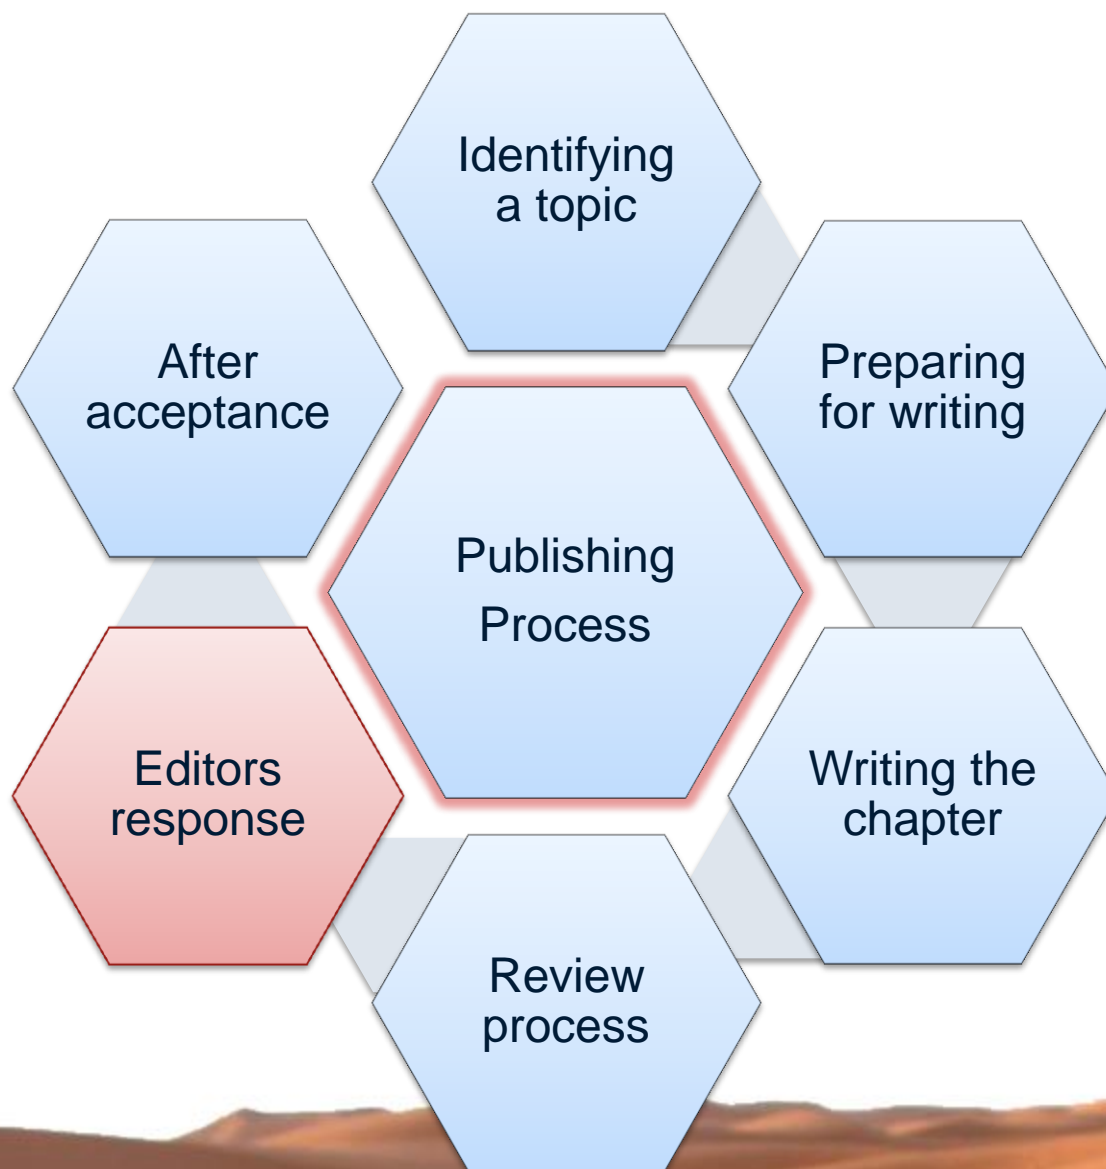 Identifying
a topic
Preparing
for writing
Writing the
chapter
Review
process
Editors
response
After
acceptance
Publishing
Process